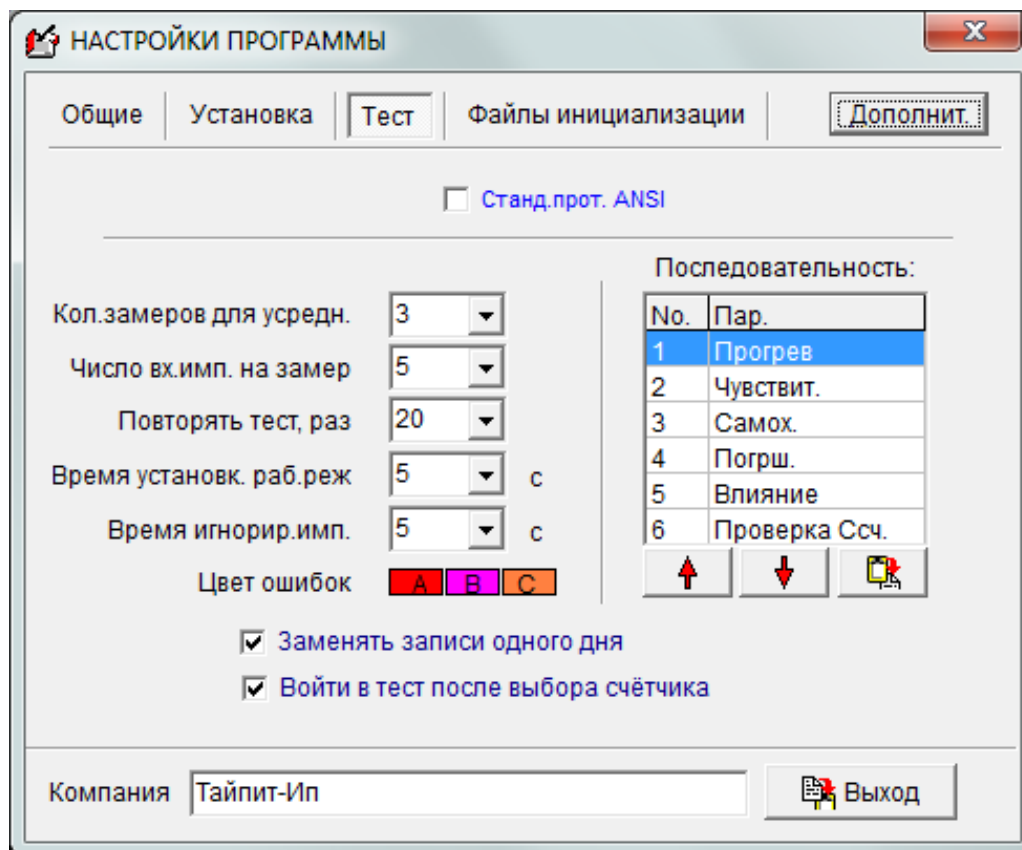 НАСТРОЙКИ ПРОГРАММЫ
Общие Установка Тест Файлы инициализации Дополнит.
Станд.прот. ANSI
Кол.замеров для усредн. 3
Число вх.имп. на замер 5
Повторять тест, раз 20
Время установк. раб.реж 5 с
Время игнорир.имп. 5 с
Цвет ошибок A B C
Последовательность:
No. Пар.
1 Прогрев
2 Чувствит.
3 Самох.
4 Погрш.
5 Влияние
6 Проверка Ссч.
Заменять записи одного дня
Войти в тест после выбора счётчика
Компания Тайпит-Ип Выход